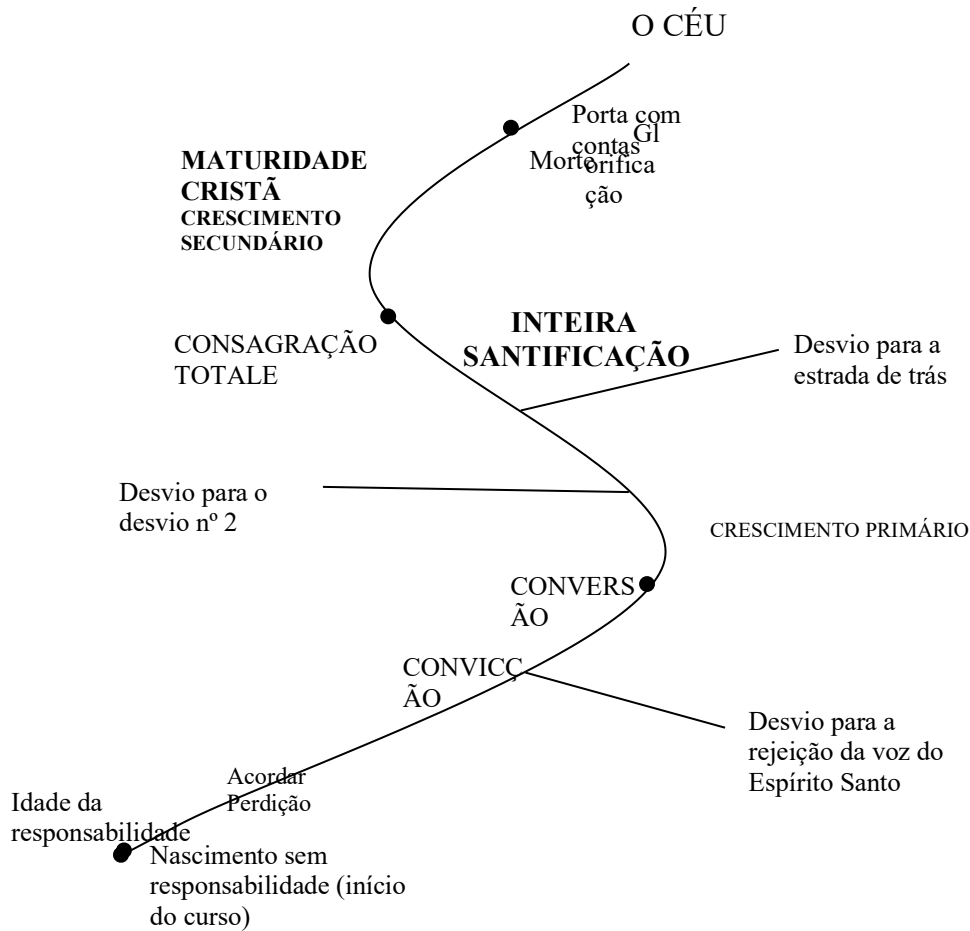 O CÉU
Porta com
contas
Gl
orifica
ção
Morte
MATURIDADE
CRISTÃ
CRESCIMENTO
SECUNDÁRIO
INTEIRA
SANTIFICAÇÃO
CONSAGRAÇÃO
TOTALE
Desvio para a
estrada de trás
Desvio para o
desvio nº 2
CRESCIMENTO PRIMÁRIO
CONVERS
ÃO
CONVICÇ
ÃO
Desvio para a
rejeição da voz do
Espírito Santo
Acordar
Perdição
Idade da
responsabilidade
Nascimento sem
responsabilidade (início
do curso)